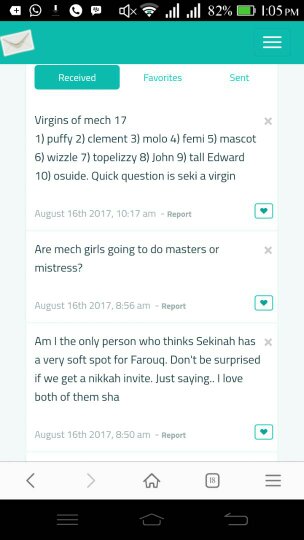 82% 1:05 PM
Received Favorites Sent
Virgins of mech 17
1) puffy 2) clement 3) molo 4) femi 5) mascot
6) wizzle 7) topelizzy 8) John 9) tall Edward
10) osuide. Quick question is seki a virgin
August 16th 2017, 10:17 am - Report
Are mech girls going to do masters or
mistress?
August 16th 2017, 8:56 am - Report
Am I the only person who thinks Sekinah has
a very soft spot for Farouq. Don't be surprised
if we get a nikkah invite. Just saying.. I love
both of them sha
August 16th 2017, 8:50 am - Report
18